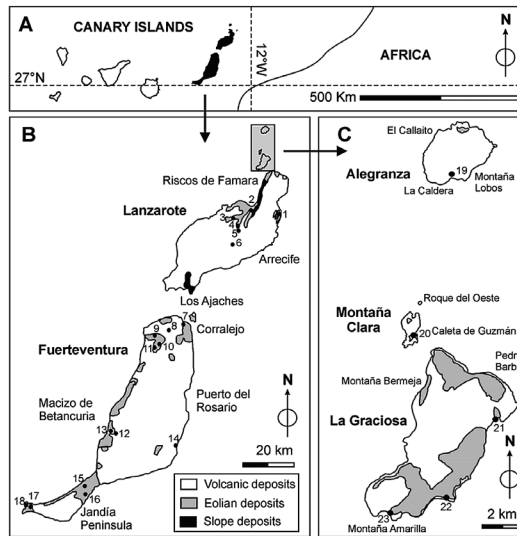 A
CANARY ISLANDS
12°W
AFRICA
N
27°N
500 Km
B
Riscos de Famara
Lanzarote
1
2
3
4
5
6
Arrecife
Los Ajaches
7
8
9
10
11
Corralejo
Fuerteventura
Macizo de
Betancuria
Puerto del
Rosario
N
12
13
14
20 km
15
16
17
18
Jandía
Peninsula
Volcanic deposits
Eolian deposits
Slope deposits
C
El Callaito
19
Alegranza
La Caldera
Montaña
Lobos
Roque del Oeste
Montaña
Clara
20
Caleta de Guzmán
Pedro
Barb
Montaña Bermeja
La Graciosa
21
N
22
23
Montaña Amarilla
2 km